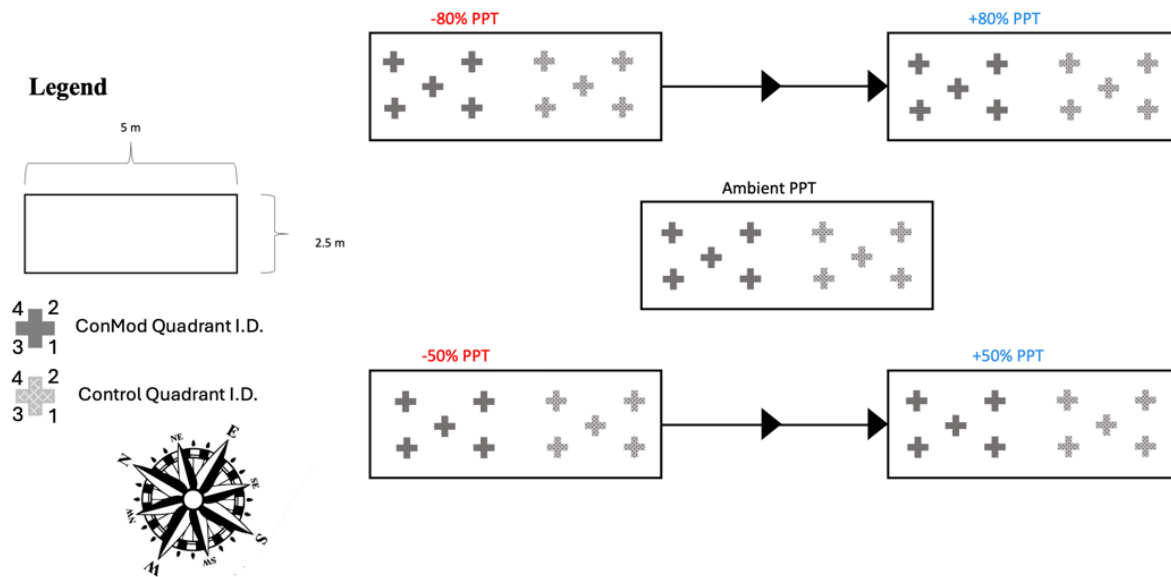 -80% PPT
+80% PPT
Legend
5 m
2.5 m
Ambient PPT
4 2
ConMod Quadrant I.D.
3 1
4 2
Control Quadrant I.D.
3 1
-50% PPT
+50% PPT
E
NE
N
SE
NW
S
SW
W